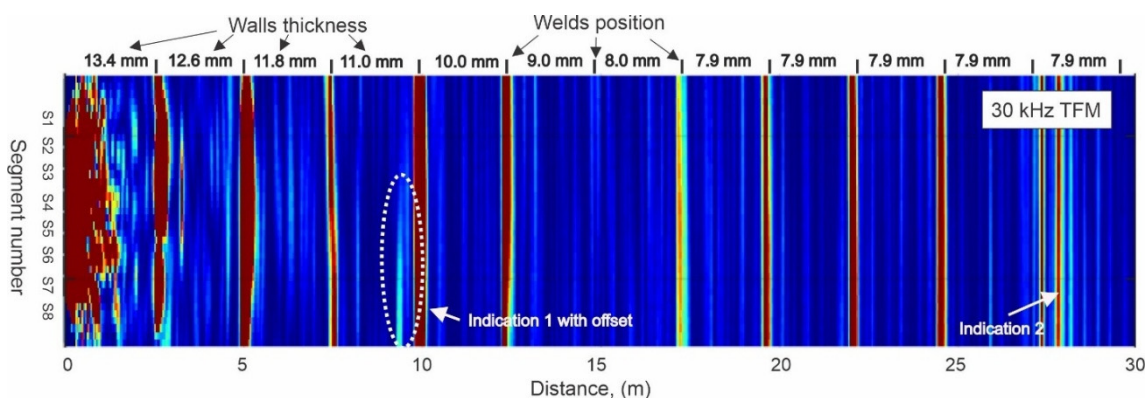 Walls thickness
Welds position
13.4 mm 12.6 mm 11.8 mm 11.0 mm 10.0 mm 9.0 mm 8.0 mm 7.9 mm 7.9 mm 7.9 mm 7.9 mm 7.9 mm
30 kHz TFM
Segment number
S1
S2
S3
S4
S5
S6
S7
S8
Indication 1 with offset
Indication 2
0 5 10 15 20 25 30
Distance, (m)